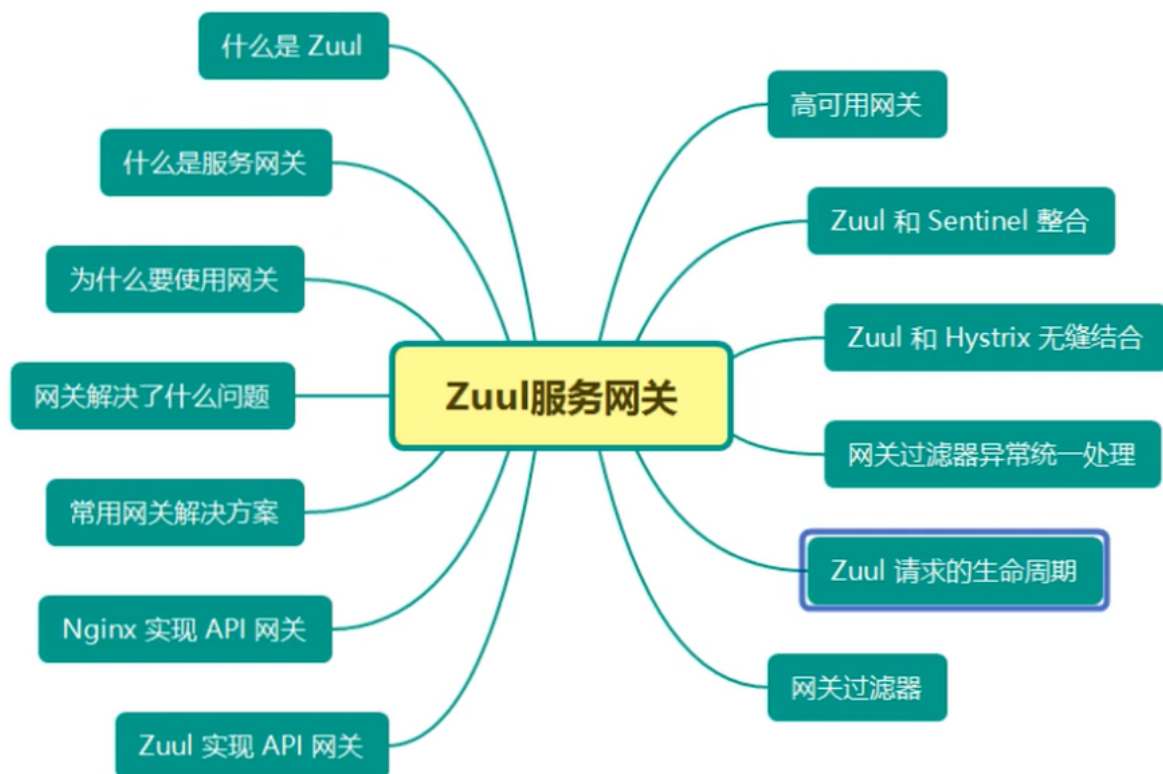 什么是 Zuul
什么是服务网关
为什么要使用网关
网关解决了什么问题
常用网关解决方案
Nginx 实现 API 网关
Zuul 实现 API 网关
Zuul服务网关
高可用网关
Zuul 和 Sentinel 整合
Zuul 和 Hystrix 无缝结合
网关过滤器异常统一处理
Zuul 请求的生命周期
网关过滤器